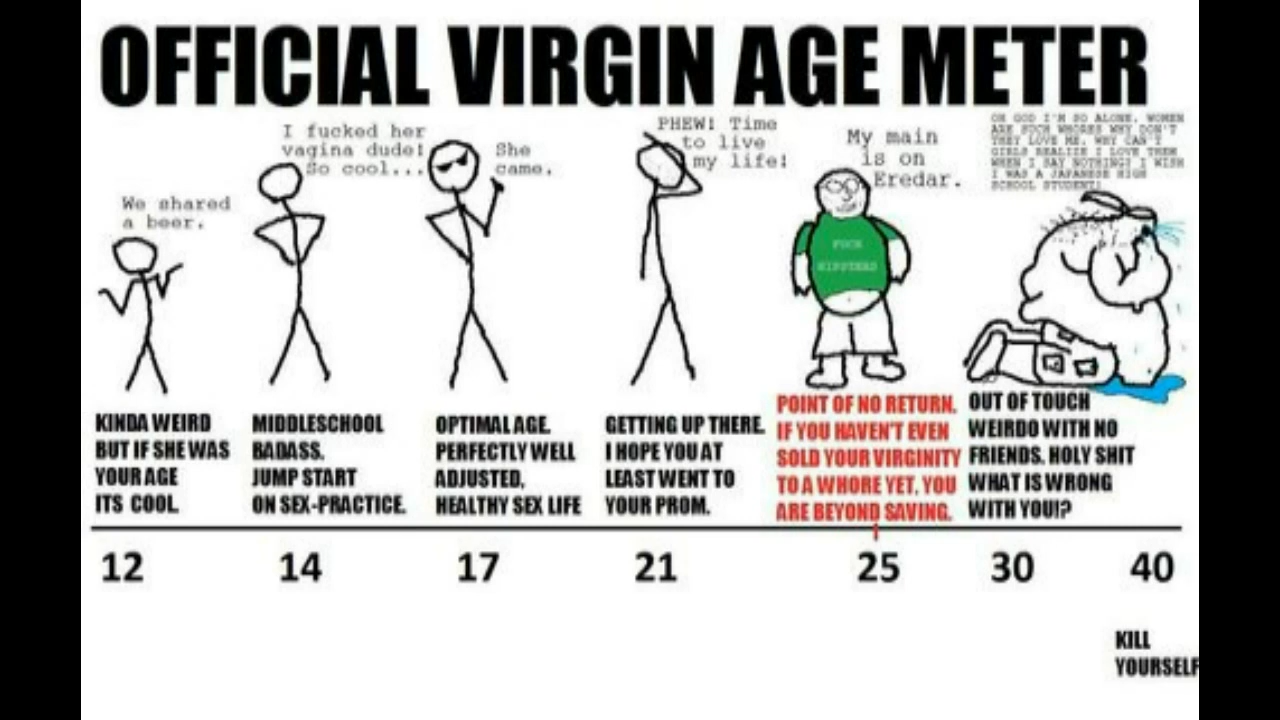 OFFICIAL VIRGIN AGE METER
We shared
a beer.
I fucked her
vagina dude!
So cool...
She
came.
PHEW! Time
to live
my life!
My main
is on
Eredar.
OH GOD I'M SO ALONE. WOMEN
ARE SUCH WHORES WHY DON'T
THEY LOVE ME. WHY CAN'T
GIRLS REALIZE I LOVE THEM
WHEN I SAY NOTHING? I WISH
I WAS A JAPANESE HIGH
SCHOOL STUDENT!
FUCK
HIPSTERS
KINDA WEIRD
BUT IF SHE WAS
YOUR AGE
ITS COOL.
MIDDLESCHOOL
BADASS.
JUMP START
ON SEX-PRACTICE.
OPTIMAL AGE.
PERFECTLY WELL
ADJUSTED,
HEALTHY SEX LIFE
GETTING UP THERE.
I HOPE YOU AT
LEAST WENT TO
YOUR PROM.
POINT OF NO RETURN.
IF YOU HAVEN'T EVEN
SOLD YOUR VIRGINITY
TO A WHORE YET, YOU
ARE BEYOND SAVING.
OUT OF TOUCH
WEIRDO WITH NO
FRIENDS. HOLY SHIT
WHAT IS WRONG
WITH YOU!?
12 14 17 21 25 30 40
KILL
YOURSELF